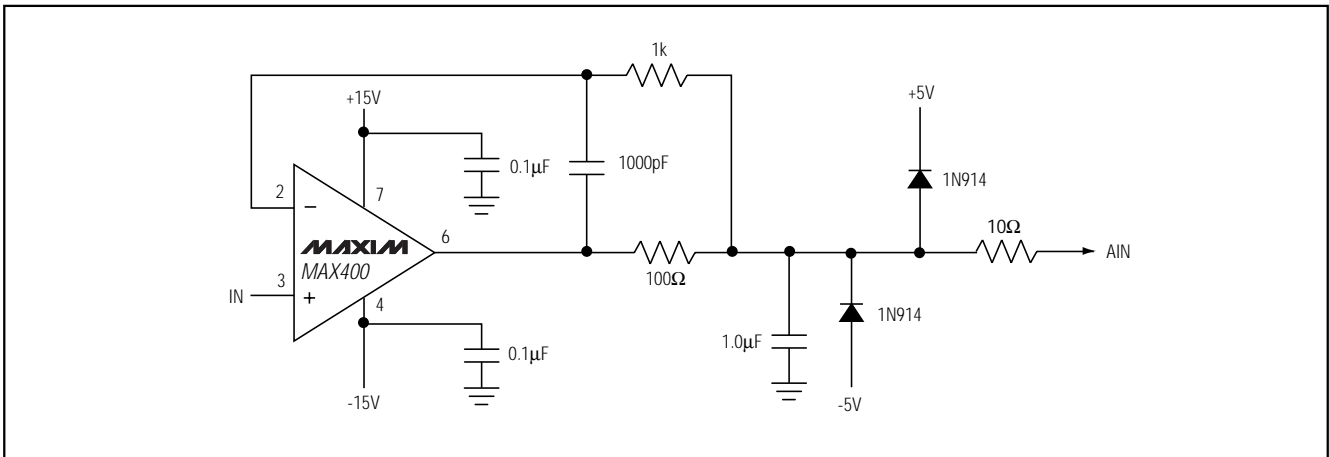 1k
+15V
+5V
0.1µF
1000pF
1N914
2
7
−
MAXIM
6
10Ω
AIN
MAX400
100Ω
3
IN
+
4
1N914
1.0µF
0.1µF
-15V
-5V